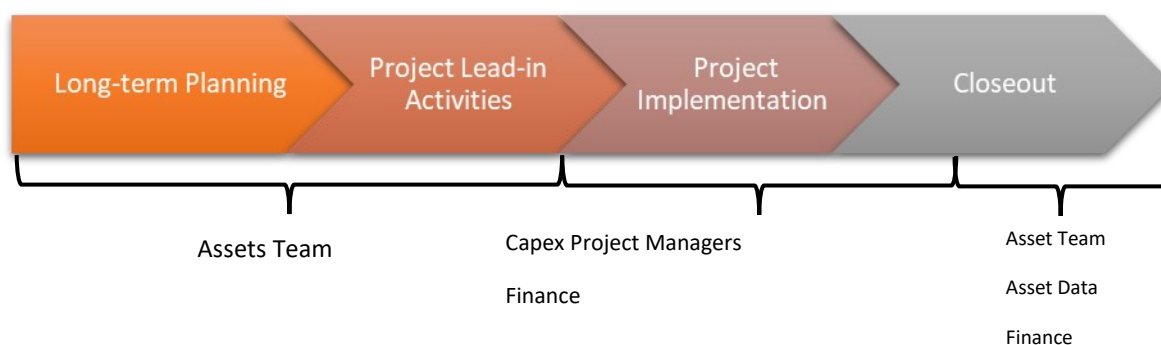 Long-term Planning
Project Lead-in
Activities
Project
Implementation
Closeout
Assets Team
Capex Project Managers
Finance
Asset Team
Asset Data
Finance